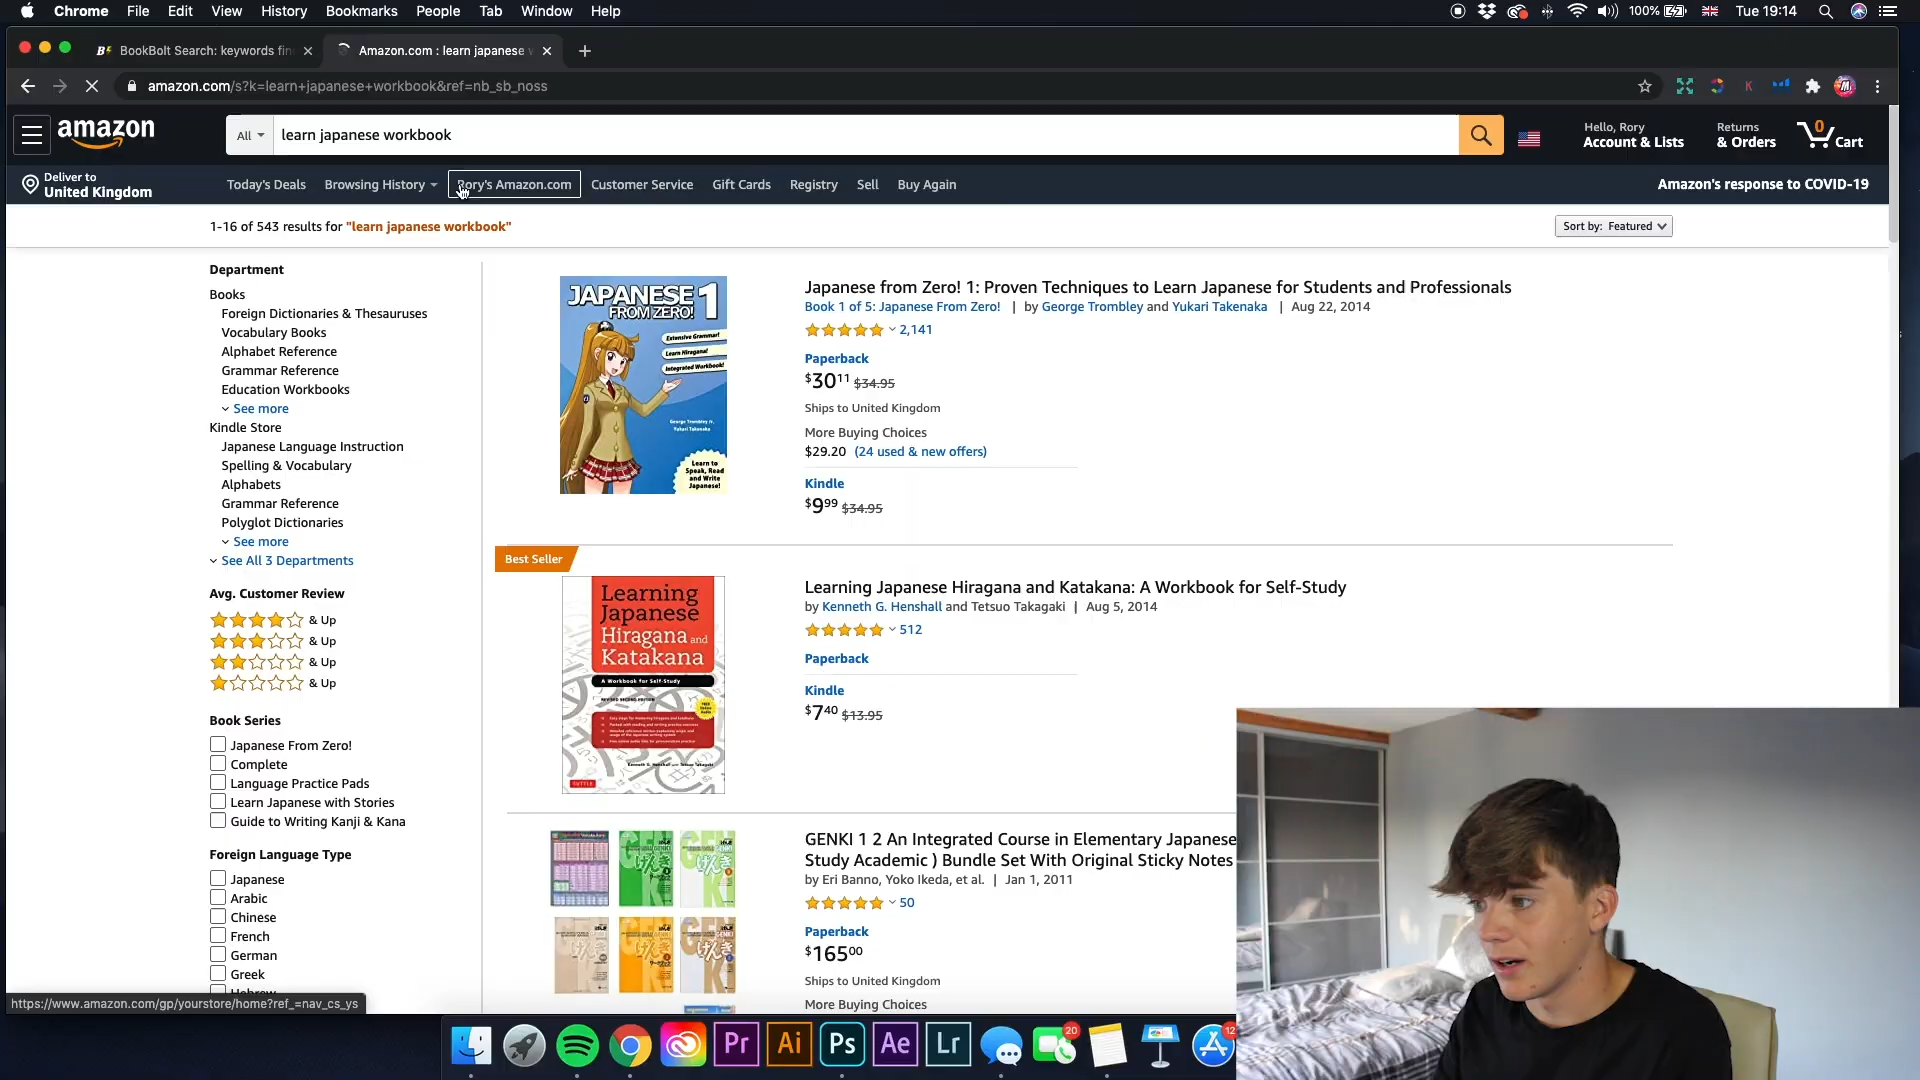 Chrome File Edit View History Bookmarks People Tab Window Help
100% Tue 19:14
BookBolt Search: keywords fin
Amazon.com : learn japanese w
amazon.com/s?k=learn+japanese+workbook&ref=nb_sb_noss
amazon
All
learn japanese workbook
Hello, Rory
Account & Lists
Returns
& Orders
0
Cart
Deliver to
United Kingdom
Today's Deals Browsing History Rory's Amazon.com Customer Service Gift Cards Registry Sell Buy Again
Amazon's response to COVID-19
1-16 of 543 results for "learn japanese workbook"
Sort by: Featured
Department
Books
Foreign Dictionaries & Thesauruses
Vocabulary Books
Alphabet Reference
Grammar Reference
Education Workbooks
See more
Kindle Store
Japanese Language Instruction
Spelling & Vocabulary
Alphabets
Grammar Reference
Polyglot Dictionaries
See more
See All 3 Departments
Avg. Customer Review
& Up
& Up
& Up
& Up
Book Series
Japanese From Zero!
Complete
Language Practice Pads
Learn Japanese with Stories
Guide to Writing Kanji & Kana
Foreign Language Type
Japanese
Arabic
Chinese
French
German
Greek
Hebrew
https://www.amazon.com/gp/yourstore/home?ref_=nav_cs_ys
JAPANESE 1
FROM ZERO!
Extensive Grammar!
Learn Hiragana!
Integrated Workbook!
George Trombley Jr.
Yukari Takenaka
Learn to
Speak, Read
and Write
Japanese!
Japanese from Zero! 1: Proven Techniques to Learn Japanese for Students and Professionals
Book 1 of 5: Japanese From Zero! | by George Trombley and Yukari Takenaka | Aug 22, 2014
2,141
Paperback
$3011 $34.95
Ships to United Kingdom
More Buying Choices
$29.20 (24 used & new offers)
Kindle
$999 $34.95
Best Seller
Learning
Japanese
Hiragana and
Katakana
A Workbook for Self-Study
TUTTLE
Learning Japanese Hiragana and Katakana: A Workbook for Self-Study
by Kenneth G. Henshall and Tetsuo Takagaki | Aug 5, 2014
512
Paperback
Kindle
$740 $13.95
GENKI 1 2 An Integrated Course in Elementary Japanese
Study Academic ) Bundle Set With Original Sticky Notes
by Eri Banno, Yoko Ikeda, et al. | Jan 1, 2011
50
Paperback
$16500
Ships to United Kingdom
More Buying Choices
Pr Ai Ps Ae Lr
20
12